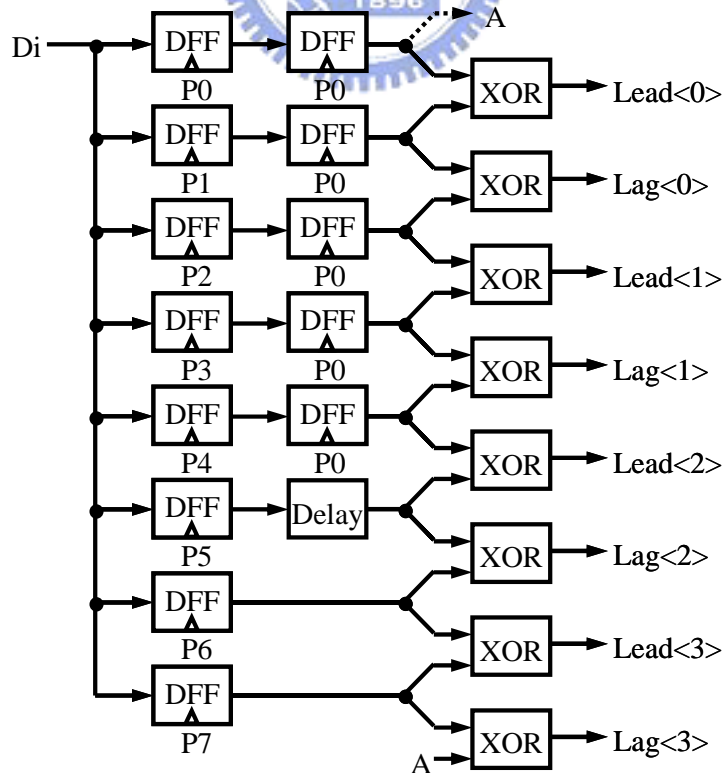 1896
A
Di
DFF DFF
P0 P0
XOR Lead<0>
DFF DFF
P1 P0
XOR Lag<0>
DFF DFF
P2 P0
XOR Lead<1>
DFF DFF
P3 P0
XOR Lag<1>
DFF DFF
P4 P0
XOR Lead<2>
DFF Delay
P5
XOR Lag<2>
DFF
P6
XOR Lead<3>
DFF
P7
XOR Lag<3>
A